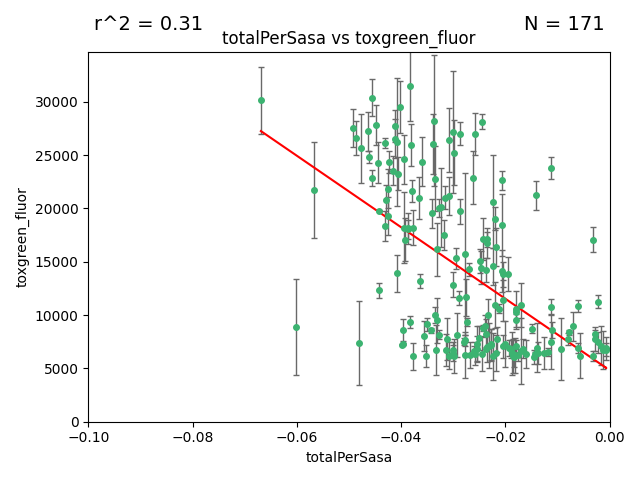 r^2 = 0.31
N = 171
totalPerSasa vs toxgreen_fluor
30000
25000
20000
15000
10000
5000
0
toxgreen_fluor
−0.10
−0.08
−0.06
−0.04
−0.02
0.00
totalPerSasa